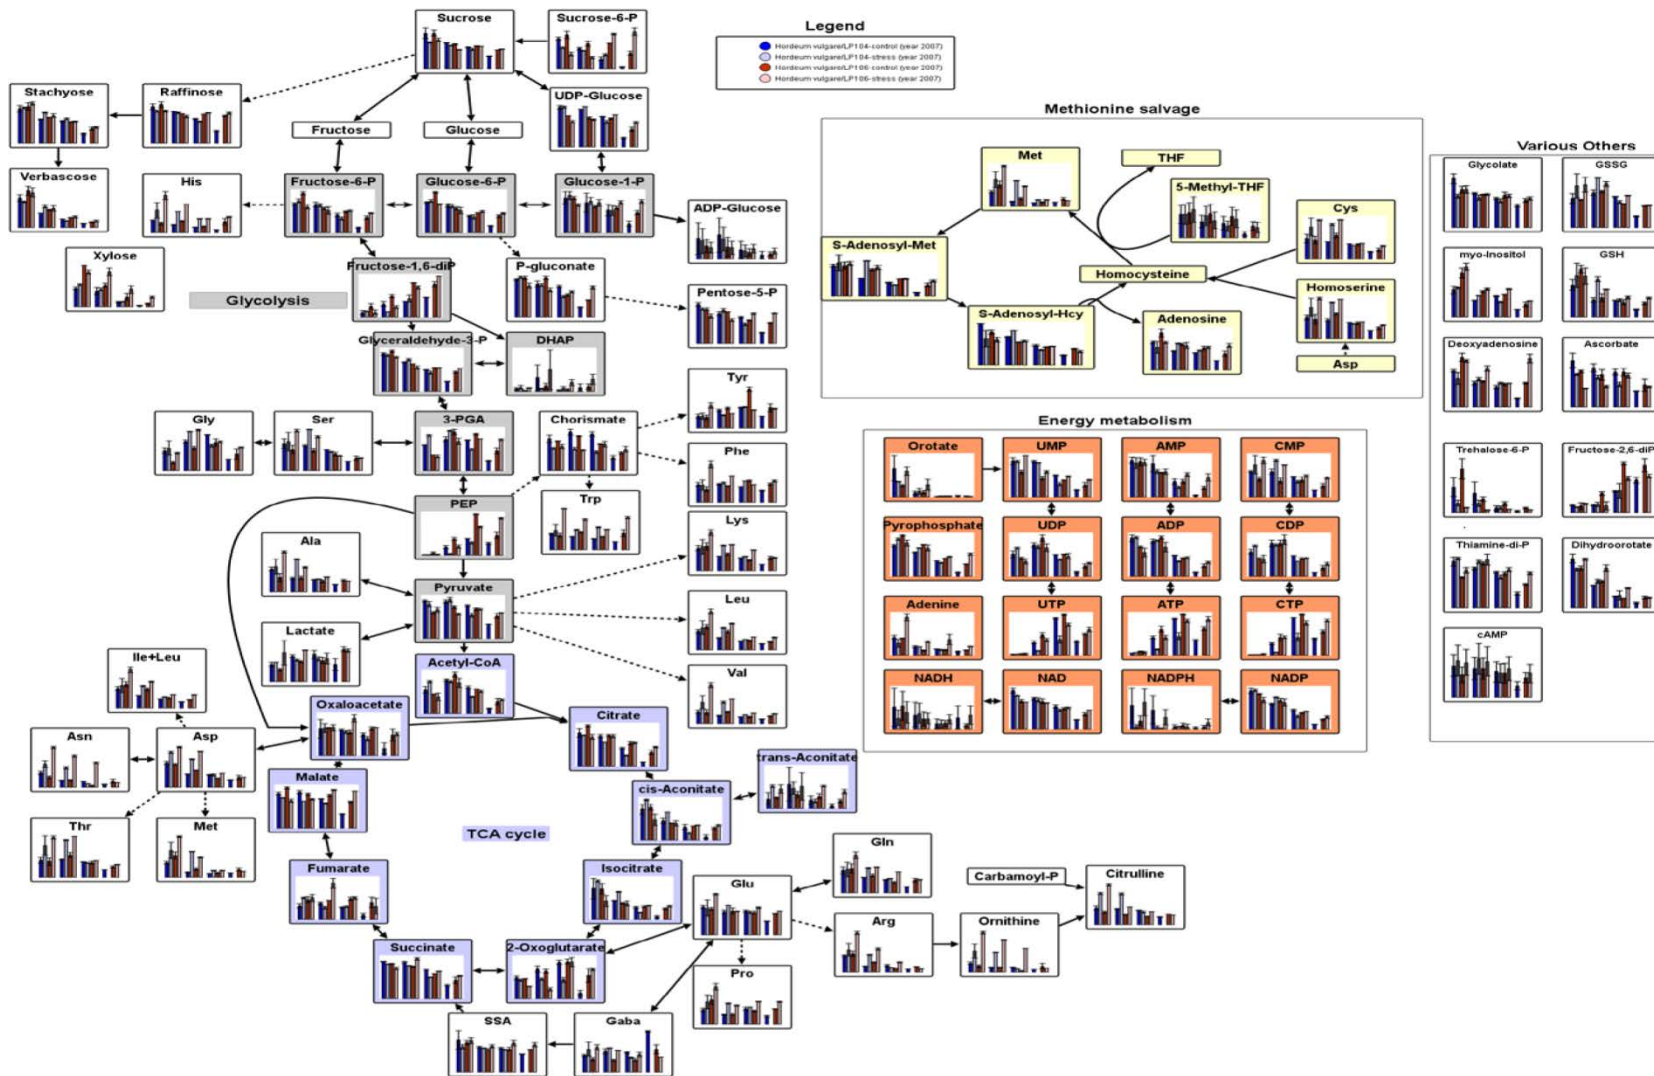 Legend
Hordeum vulgare/LP104-control (year 2007)
Hordeum vulgare/LP104-stress (year 2007)
Hordeum vulgare/LP106-control (year 2007)
Hordeum vulgare/LP106-stress (year 2007)
Sucrose
Sucrose-6-P
Stachyose
Raffinose
UDP-Glucose
Fructose
Glucose
Verbascose
His
Fructose-6-P
Glucose-6-P
Glucose-1-P
ADP-Glucose
Xylose
Fructose-1,6-diP
P-gluconate
Glycolysis
Pentose-5-P
Glyceraldehyde-3-P
DHAP
Tyr
Gly
Ser
3-PGA
Chorismate
Phe
PEP
Trp
Lys
Ala
Pyruvate
Leu
Lactate
Ile+Leu
Acetyl-CoA
Val
Oxaloacetate
Citrate
Asn
Asp
Malate
cis-Aconitate
trans-Aconitate
TCA cycle
Thr
Met
Fumarate
Isocitrate
Glu
Gln
Carbamoyl-P
Citrulline
Arg
Ornithine
Succinate
2-Oxoglutarate
Pro
SSA
Gaba
Methionine salvage
Met
THF
5-Methyl-THF
Cys
S-Adenosyl-Met
Homocysteine
Homoserine
S-Adenosyl-Hcy
Adenosine
Asp
Energy metabolism
Orotate
UMP
AMP
CMP
Pyrophosphate
UDP
ADP
CDP
Adenine
UTP
ATP
CTP
NADH
NAD
NADPH
NADP
Various Others
Glycolate
GSSG
myo-Inositol
GSH
Deoxyadenosine
Ascorbate
Trehalose-6-P
Fructose-2,6-diP
Thiamine-di-P
Dihydroorotate
cAMP